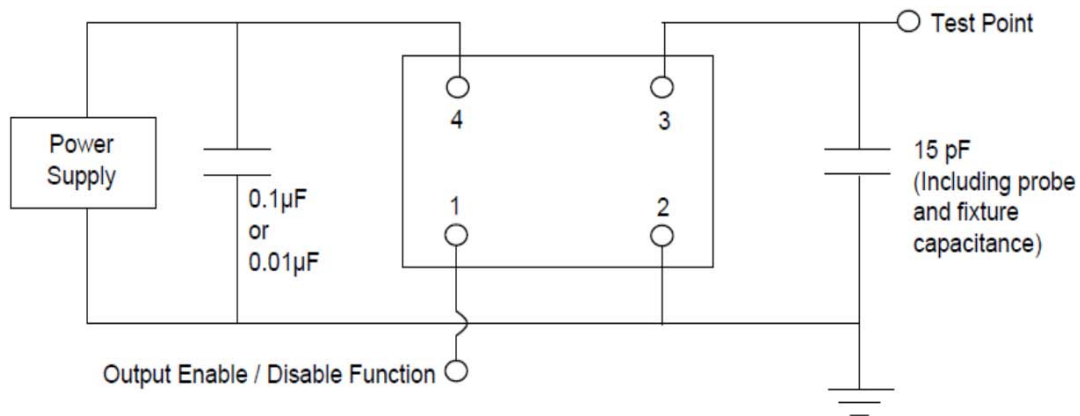 Test Point
4
3
Power
Supply
15 pF
(Including probe
and fixture
capacitance)
0.1µF
or
0.01µF
1
2
Output Enable / Disable Function